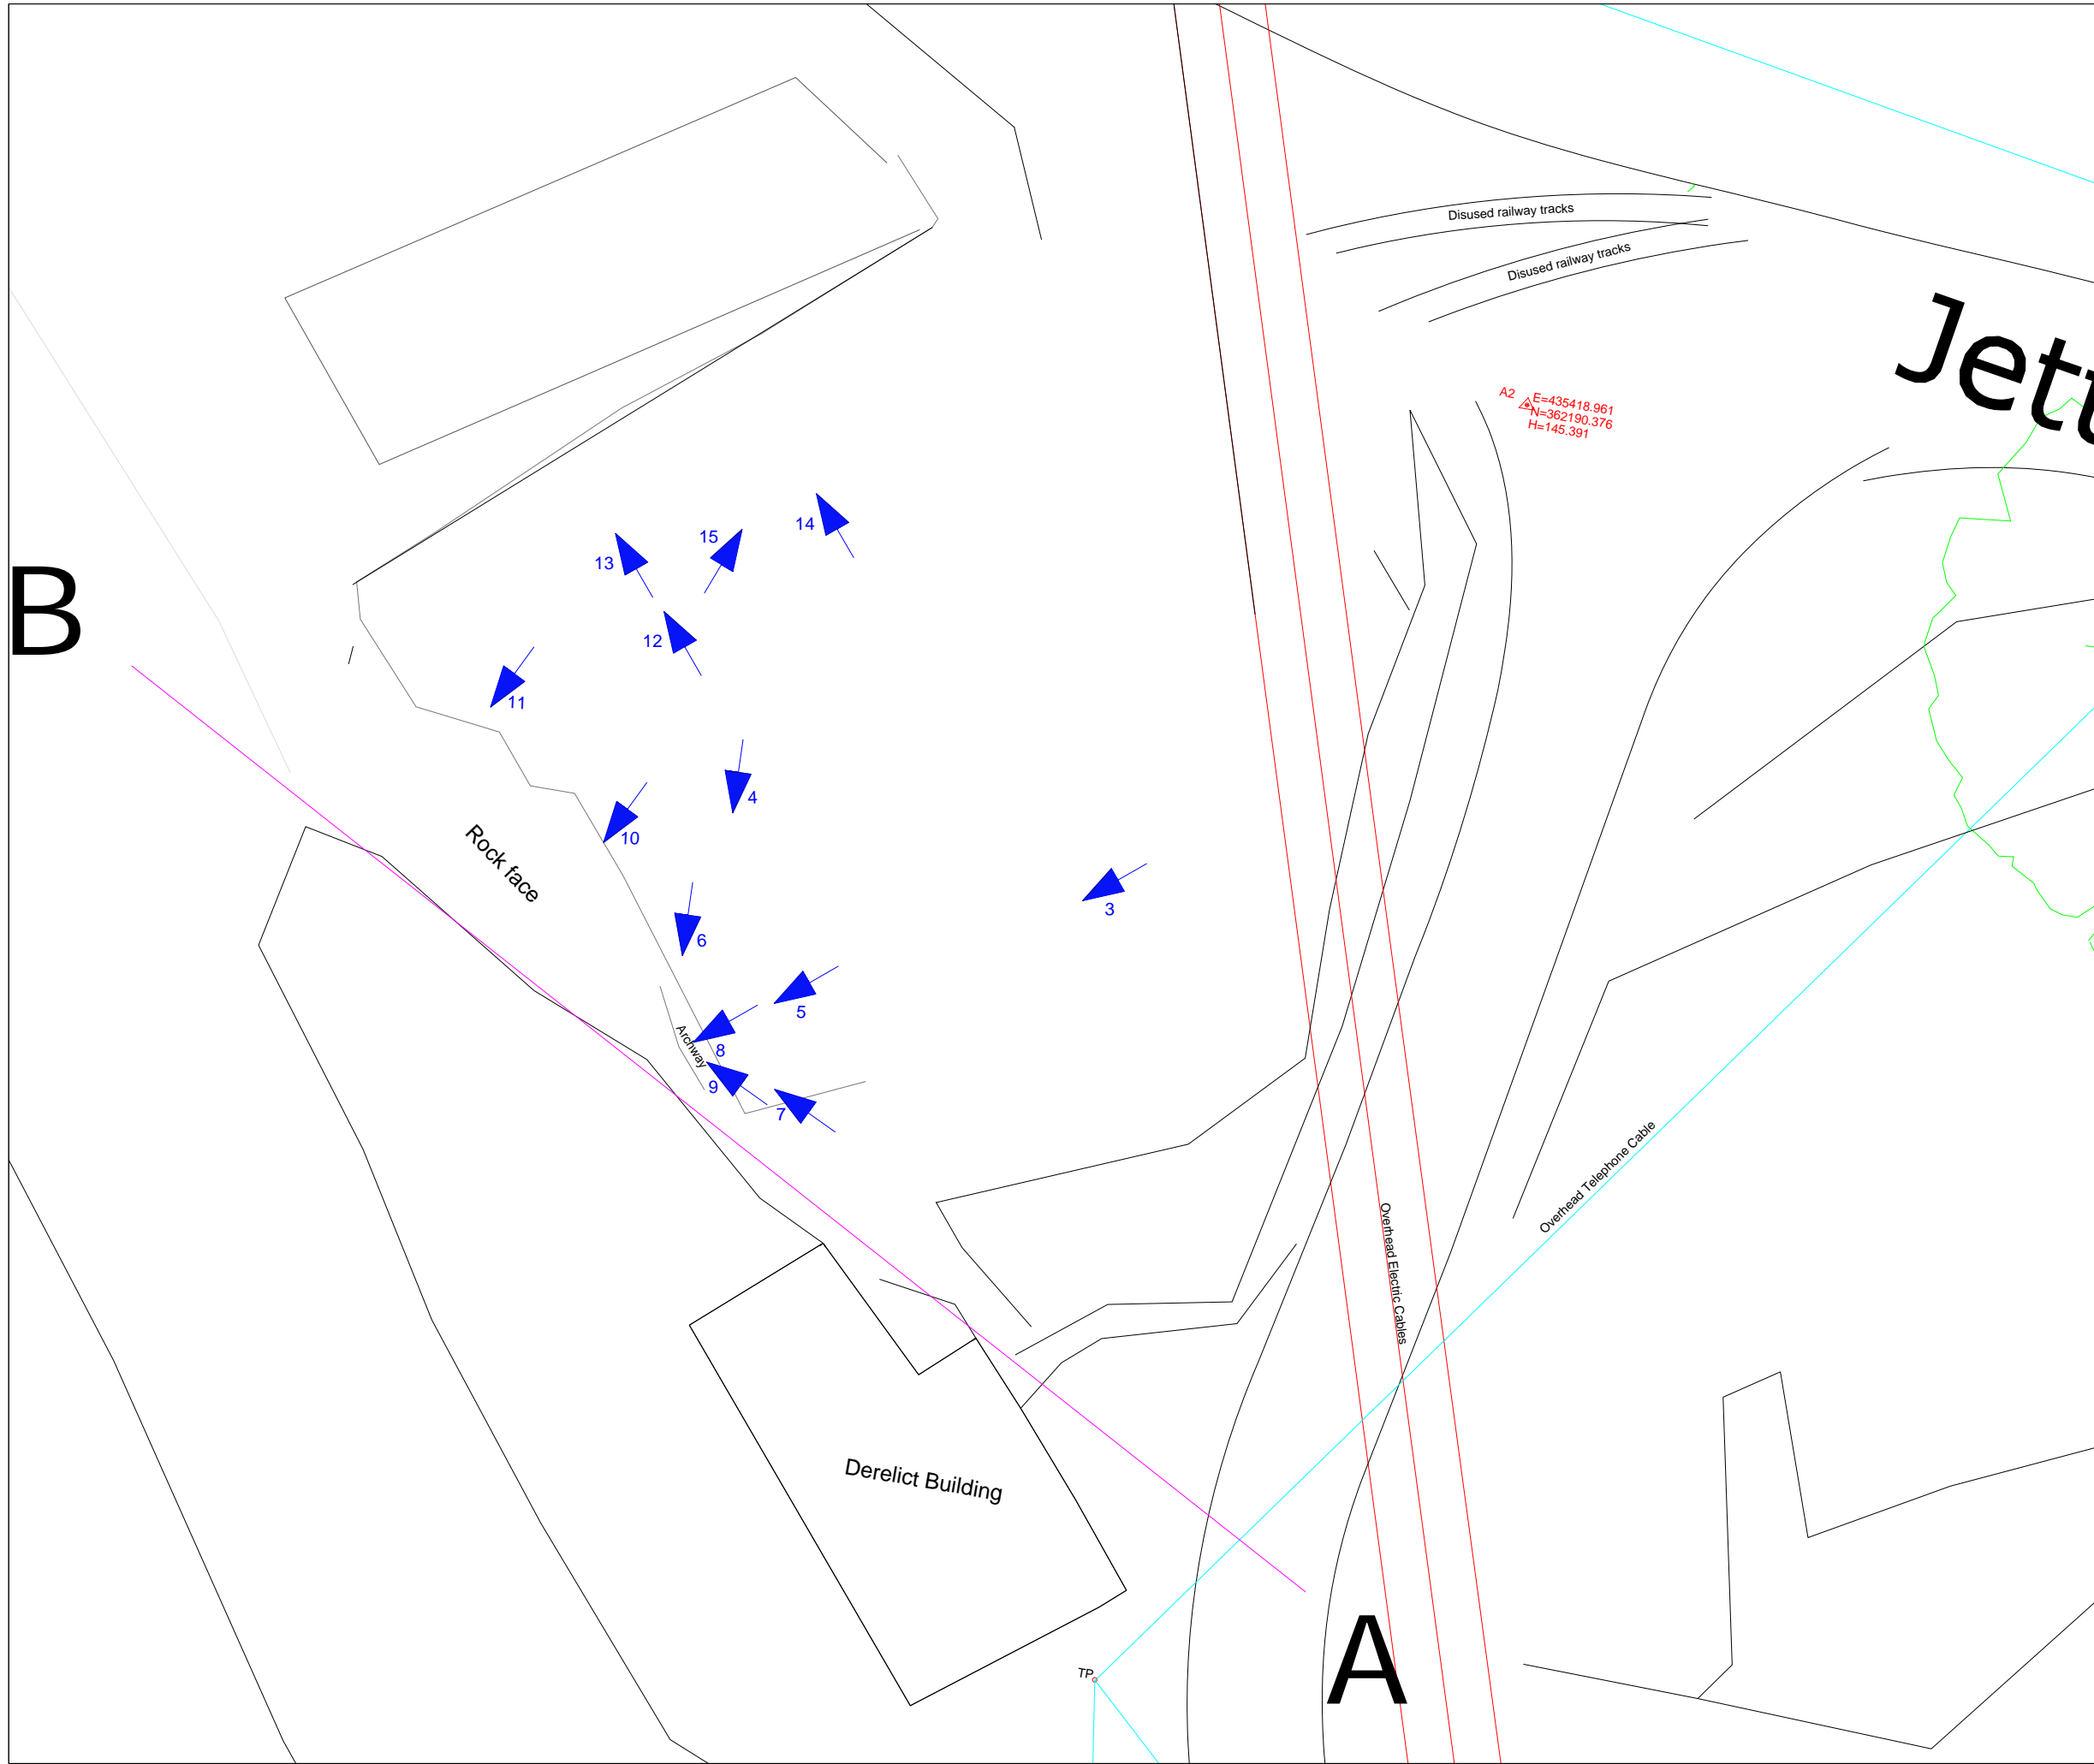 Disused railway tracks
Disused railway tracks
Jett
A2
E=435418.961
N=362190.376
H=145.391
14
15
13
B
12
11
4
10
Rock face
3
6
5
Archway
8
9
7
Overhead Telephone Cable
Overhead Electric Cables
Derelict Building
TP
A